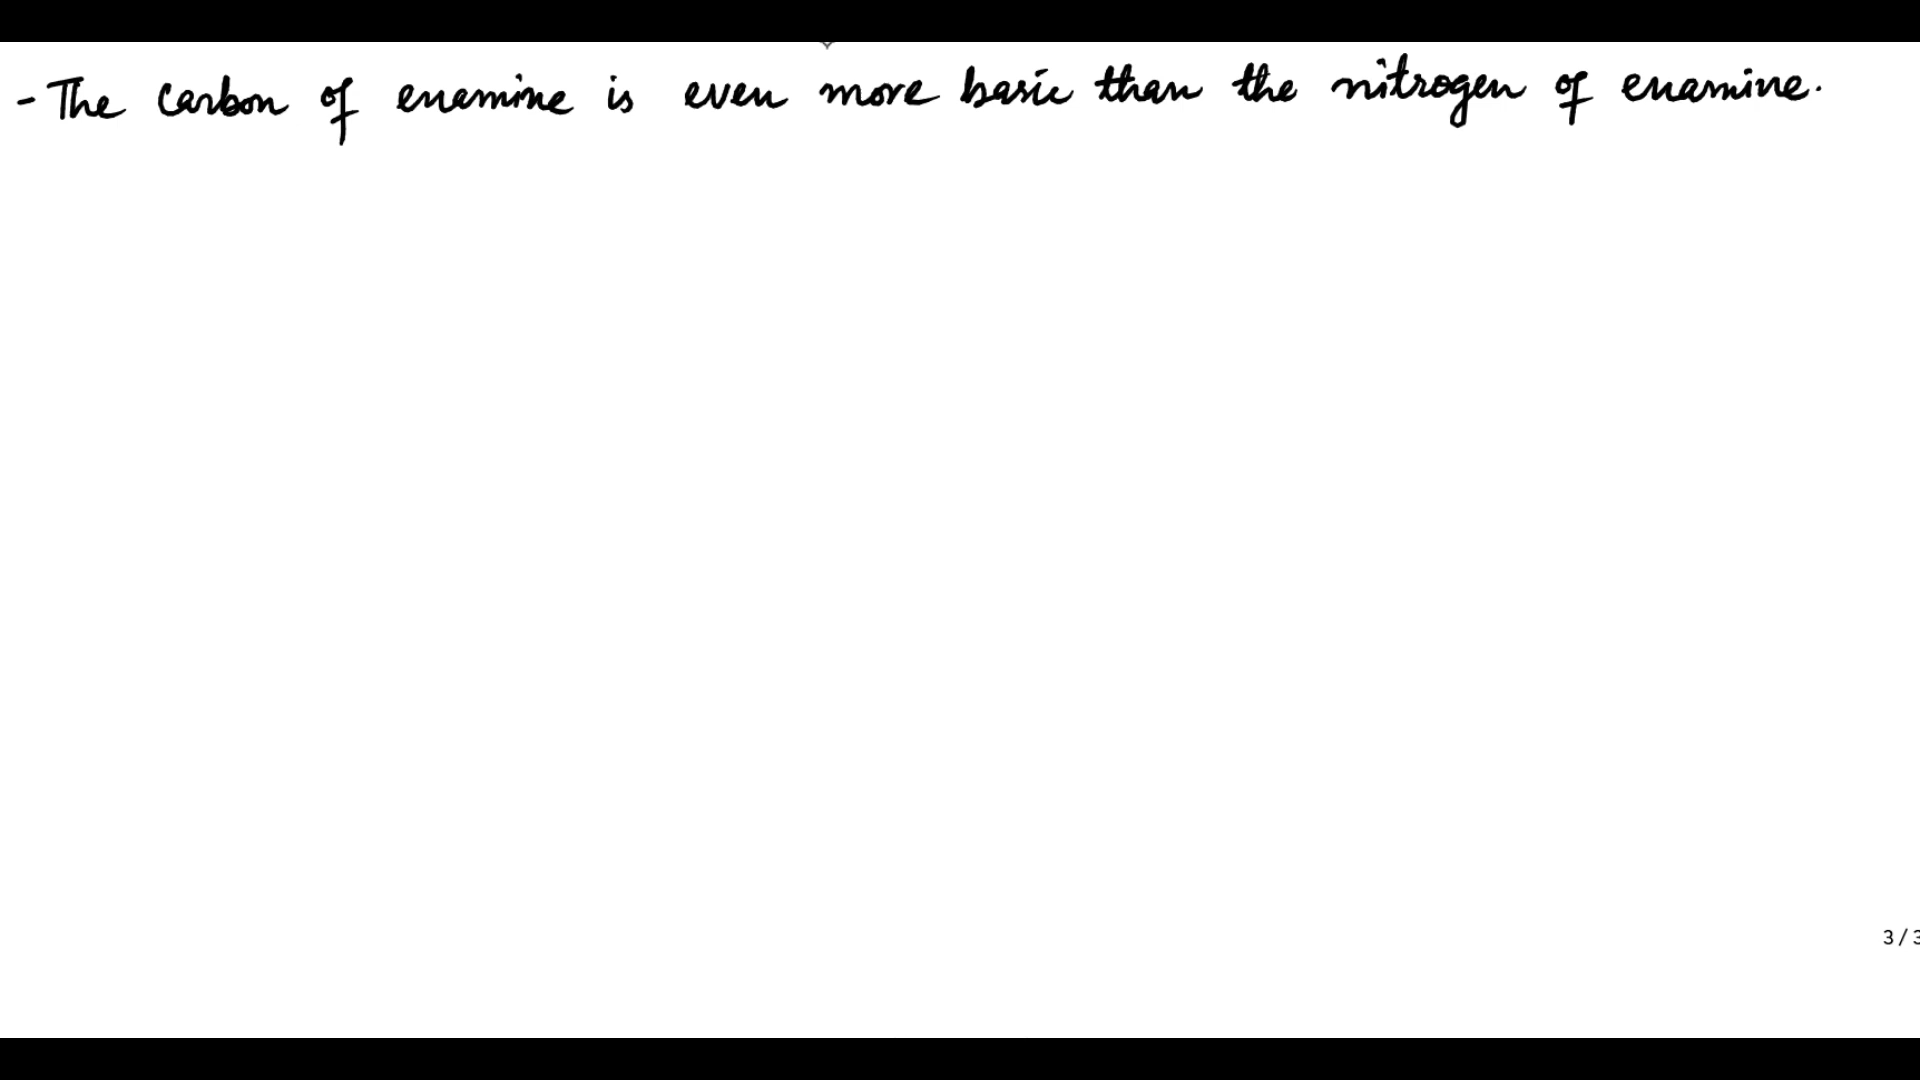 - The carbon of enamine is even more basic than the nitrogen of enamine.
3 / 3